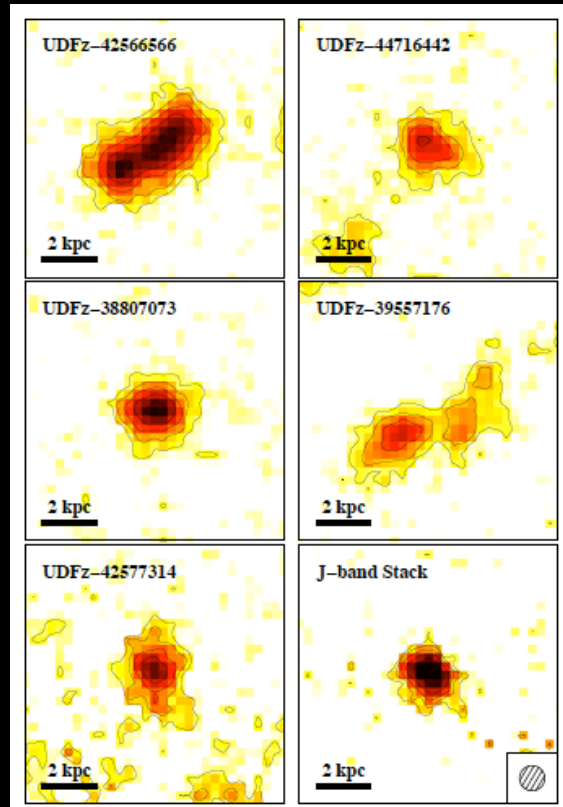 UDFz–42566566
2 kpc
UDFz–44716442
2 kpc
UDFz–38807073
2 kpc
UDFz–39557176
2 kpc
UDFz–42577314
2 kpc
J–band Stack
2 kpc